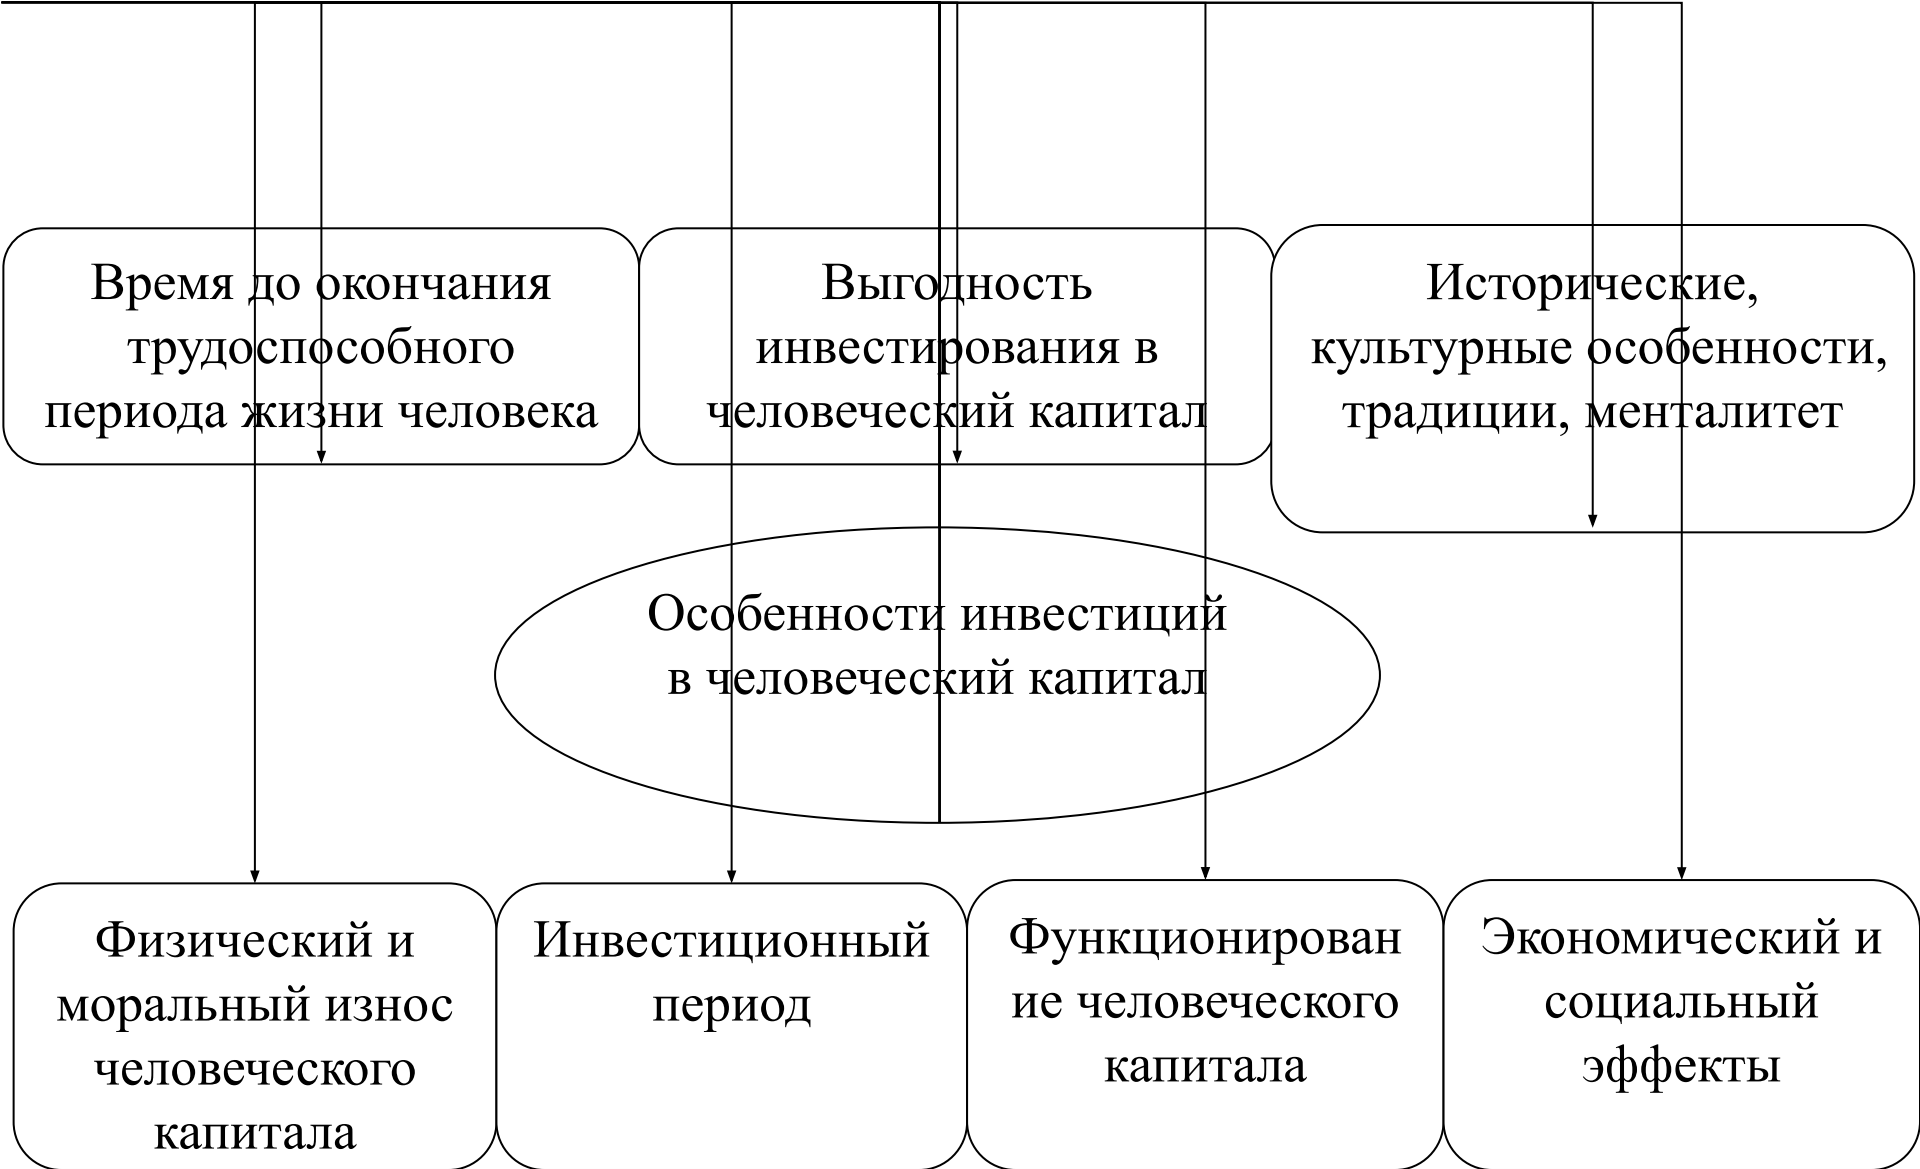 Время до окончания
трудоспособного
периода жизни человека
Выгодность
инвестирования в
человеческий капитал
Исторические,
культурные особенности,
традиции, менталитет
Особенности инвестиций
в человеческий капитал
Физический и
моральный износ
человеческого
капитала
Инвестиционный
период
Функционирован
ие человеческого
капитала
Экономический и
социальный
эффекты